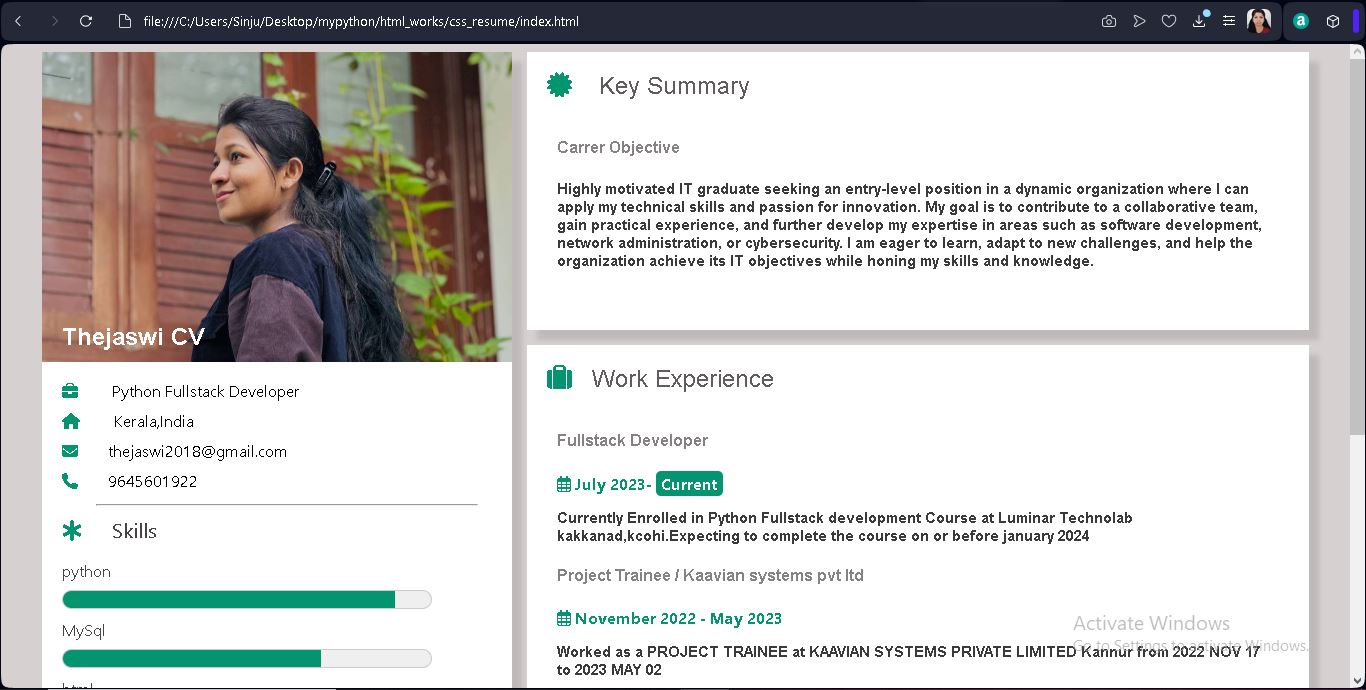 file:///C:/Users/Sinju/Desktop/mypython/html_works/css_resume/index.html
a
Thejaswi CV
Python Fullstack Developer
Kerala,India
thejaswi2018@gmail.com
9645601922
Skills
python
MySql
html
Key Summary
Carrer Objective
Highly motivated IT graduate seeking an entry-level position in a dynamic organization where I can
apply my technical skills and passion for innovation. My goal is to contribute to a collaborative team,
gain practical experience, and further develop my expertise in areas such as software development,
network administration, or cybersecurity. I am eager to learn, adapt to new challenges, and help the
organization achieve its IT objectives while honing my skills and knowledge.
Work Experience
Fullstack Developer
July 2023- Current
Currently Enrolled in Python Fullstack development Course at Luminar Technolab
kakkanad,kcohi.Expecting to complete the course on or before january 2024
Project Trainee / Kaavian systems pvt ltd
November 2022 - May 2023
Worked as a PROJECT TRAINEE at KAAVIAN SYSTEMS PRIVATE LIMITED Kannur from 2022 NOV 17
to 2023 MAY 02
Activate Windows
Go to Settings to activate Windows.